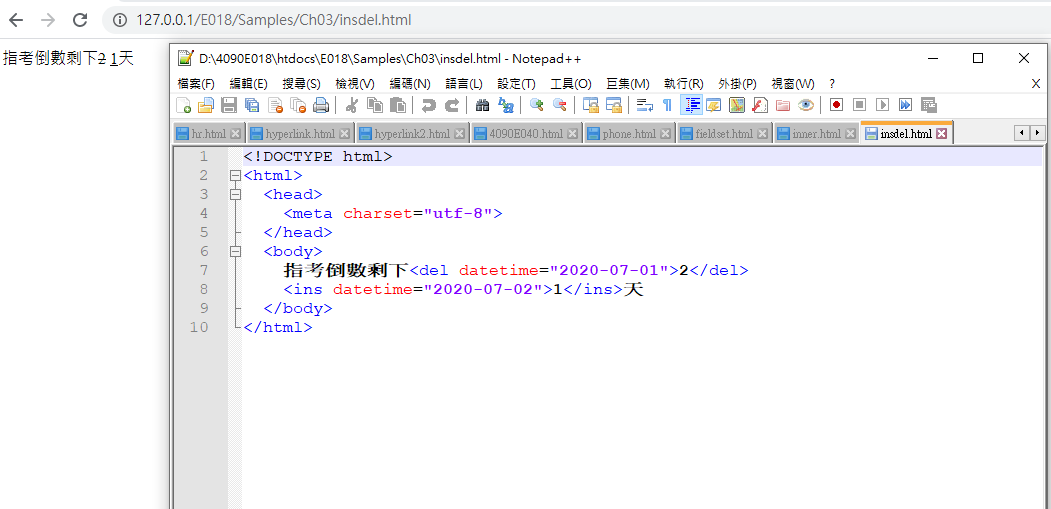 127.0.0.1/E018/Samples/Ch03/insdel.html
指考倒數剩下2 1天
D:\4090E018\htdocs\E018\Samples\Ch03\insdel.html - Notepad++
檔案(F) 編輯(E) 搜尋(S) 檢視(V) 編碼(N) 語言(L) 設定(T) 工具(O) 巨集(M) 執行(R) 外掛(P) 視窗(W) ? X
hr.html hyperlink.html hyperlink2.html 4090E040.html phone.html fieldset.html inner.html insdel.html
1 <!DOCTYPE html>
2 <html>
3 <head>
4 <meta charset="utf-8">
5 </head>
6 <body>
7 指考倒數剩下<del datetime="2020-07-01">2</del>
8 <ins datetime="2020-07-02">1</ins>天
9 </body>
10 </html>